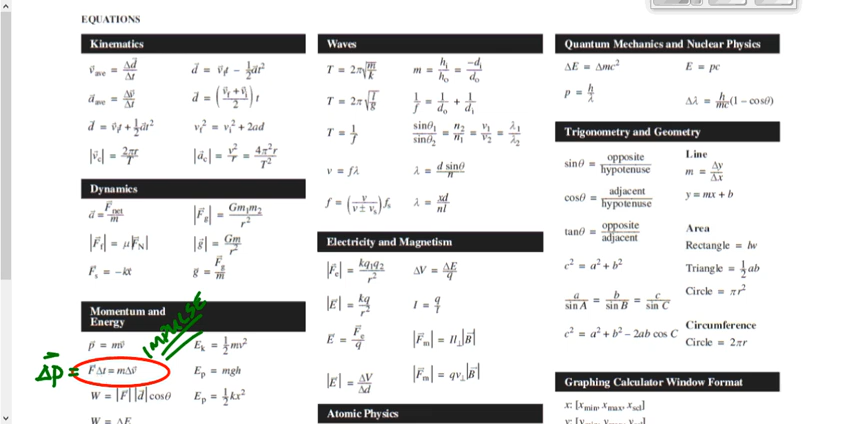 EQUATIONS
Kinematics
v⃗ave = Δd⃗/Δt    d⃗ = v⃗ft − ½a⃗t²
a⃗ave = Δv⃗/Δt    d⃗ = ((v⃗f + v⃗i)/2)t
d⃗ = v⃗it + ½a⃗t²    vf² = vi² + 2ad
|v⃗c| = 2πr/T    |a⃗c| = v²/r = 4π²r/T²
Dynamics
a⃗ = F⃗net/m    |F⃗g| = Gm₁m₂/r²
|F⃗f| = μ|F⃗N|    |g⃗| = Gm/r²
F⃗s = −kx⃗    g = F⃗g/m
Momentum and
Energy
IMPULSE
p⃗ = mv⃗    Ek = ½mv²
Δp⃗ = F⃗Δt = mΔv⃗    Ep = mgh
W = |F⃗||d⃗|cosθ    Ep = ½kx²
W = ΔE
Waves
T = 2π√(m/k)    m = hi/ho = −di/do
T = 2π√(l/g)    1/f = 1/do + 1/di
T = 1/f    sinθ₁/sinθ₂ = n₂/n₁ = v₁/v₂ = λ₁/λ₂
v = fλ    λ = d sinθ/n
f = (v/(v ± vs))fs    λ = xd/nl
Electricity and Magnetism
|F⃗e| = kq₁q₂/r²    ΔV = ΔE/q
|E⃗| = kq/r²    I = q/t
E⃗ = F⃗e/q    |F⃗m| = Il⊥|B⃗|
|E⃗| = ΔV/Δd    |F⃗m| = qv⊥|B⃗|
Atomic Physics
Quantum Mechanics and Nuclear Physics
ΔE = Δmc²    E = pc
p = h/λ    Δλ = h/mc(1 − cosθ)
Trigonometry and Geometry
sinθ = opposite/hypotenuse
cosθ = adjacent/hypotenuse
tanθ = opposite/adjacent
c² = a² + b²
a/sin A = b/sin B = c/sin C
c² = a² + b² − 2ab cos C
Line
m = Δy/Δx
y = mx + b
Area
Rectangle = lw
Triangle = ½ab
Circle = πr²
Circumference
Circle = 2πr
Graphing Calculator Window Format
x: [xmin, xmax, xscl]